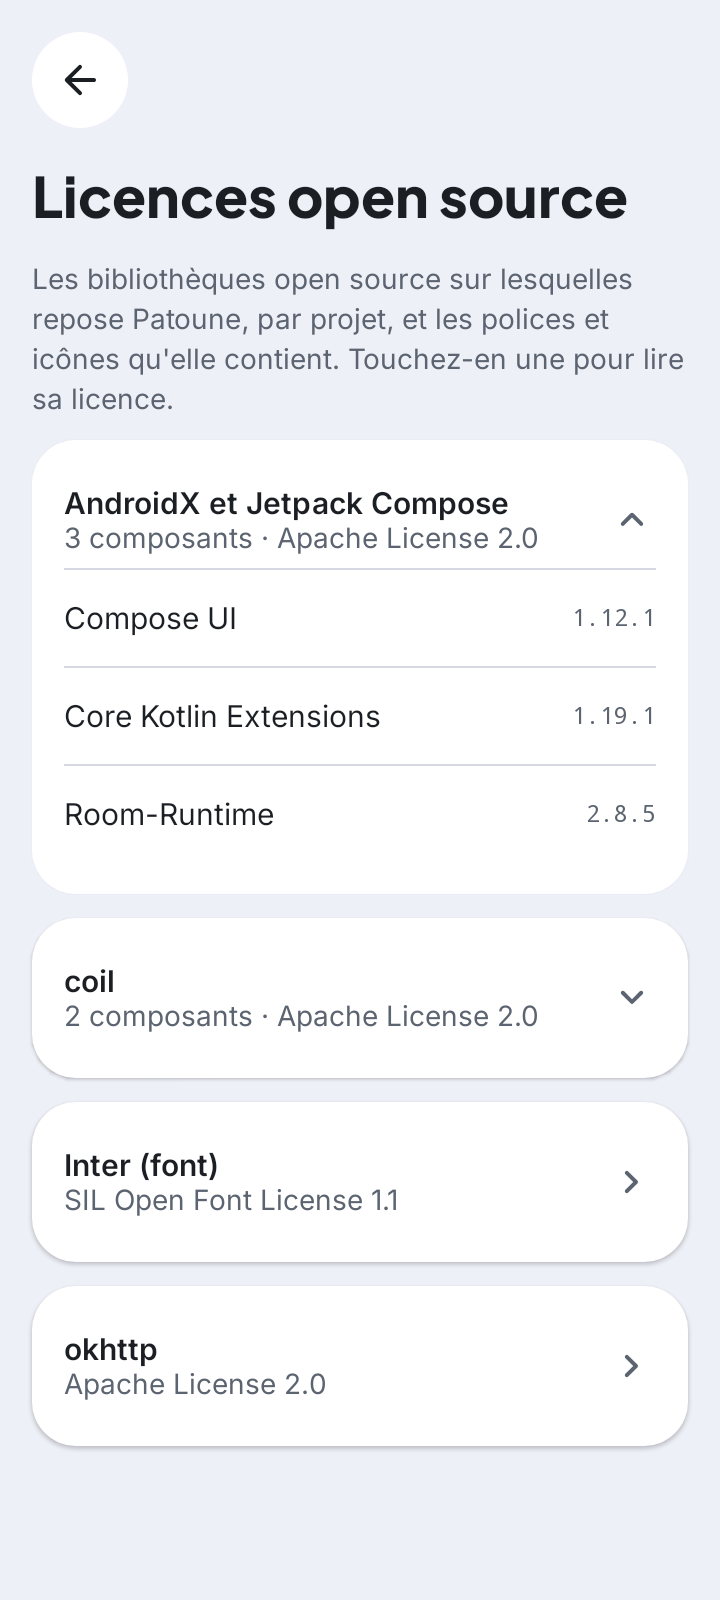 Licences open source
Les bibliothèques open source sur lesquelles
repose Patoune, par projet, et les polices et
icônes qu'elle contient. Touchez-en une pour lire
sa licence.
AndroidX et Jetpack Compose
3 composants · Apache License 2.0
Compose UI 1.12.1
Core Kotlin Extensions 1.19.1
Room-Runtime 2.8.5
coil
2 composants · Apache License 2.0
Inter (font)
SIL Open Font License 1.1
okhttp
Apache License 2.0